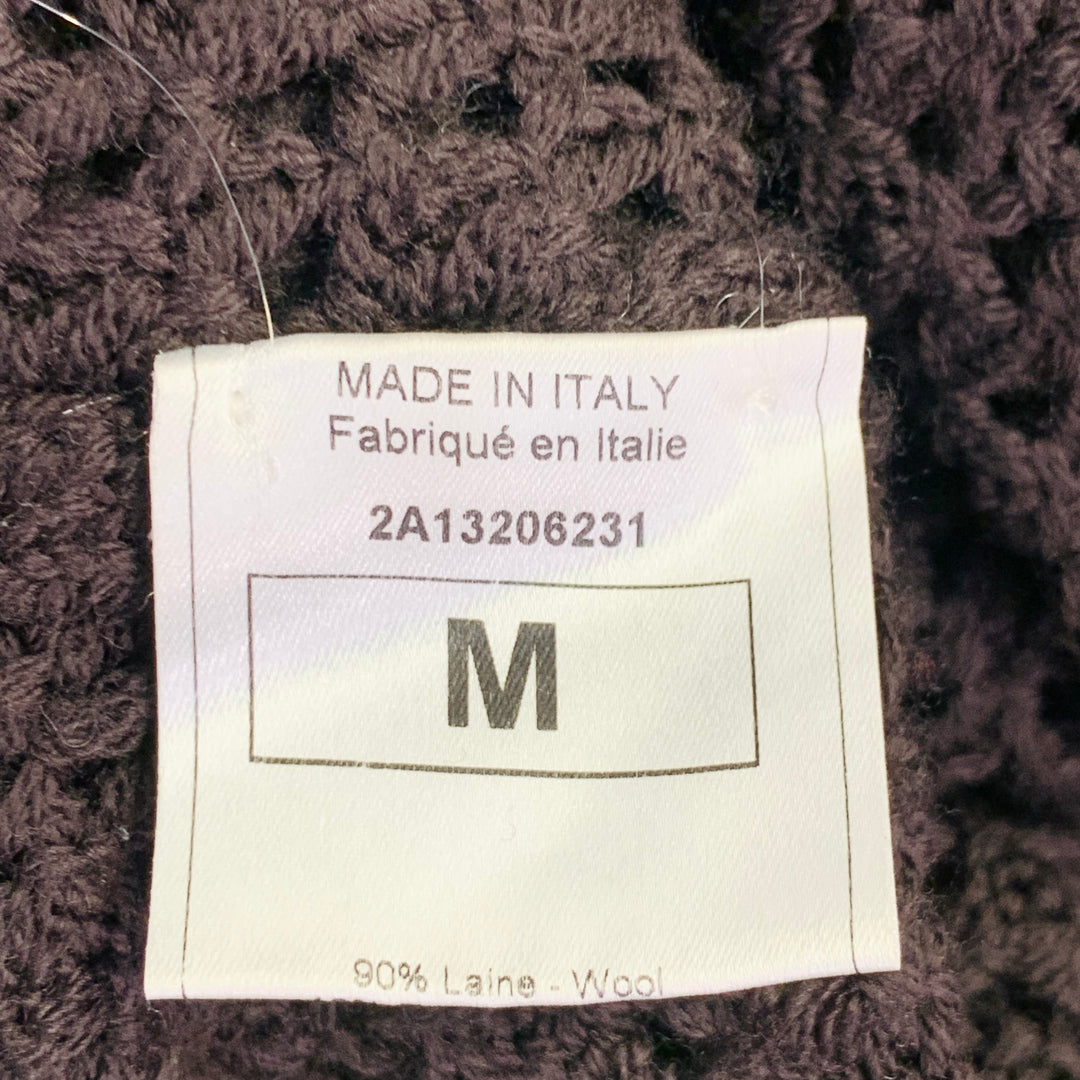 MADE IN ITALY
Fabriqué en Italie
2A13206231
M
90% Laine - Wool